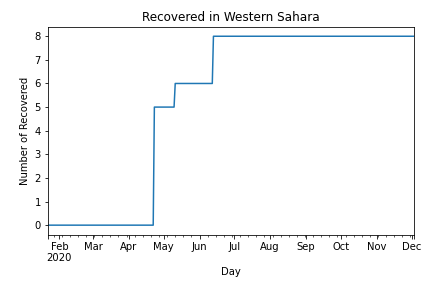 Recovered in Western Sahara
Number of Recovered
8
7
6
5
4
3
2
1
0
Feb Mar Apr May Jun Jul Aug Sep Oct Nov Dec
2020
Day